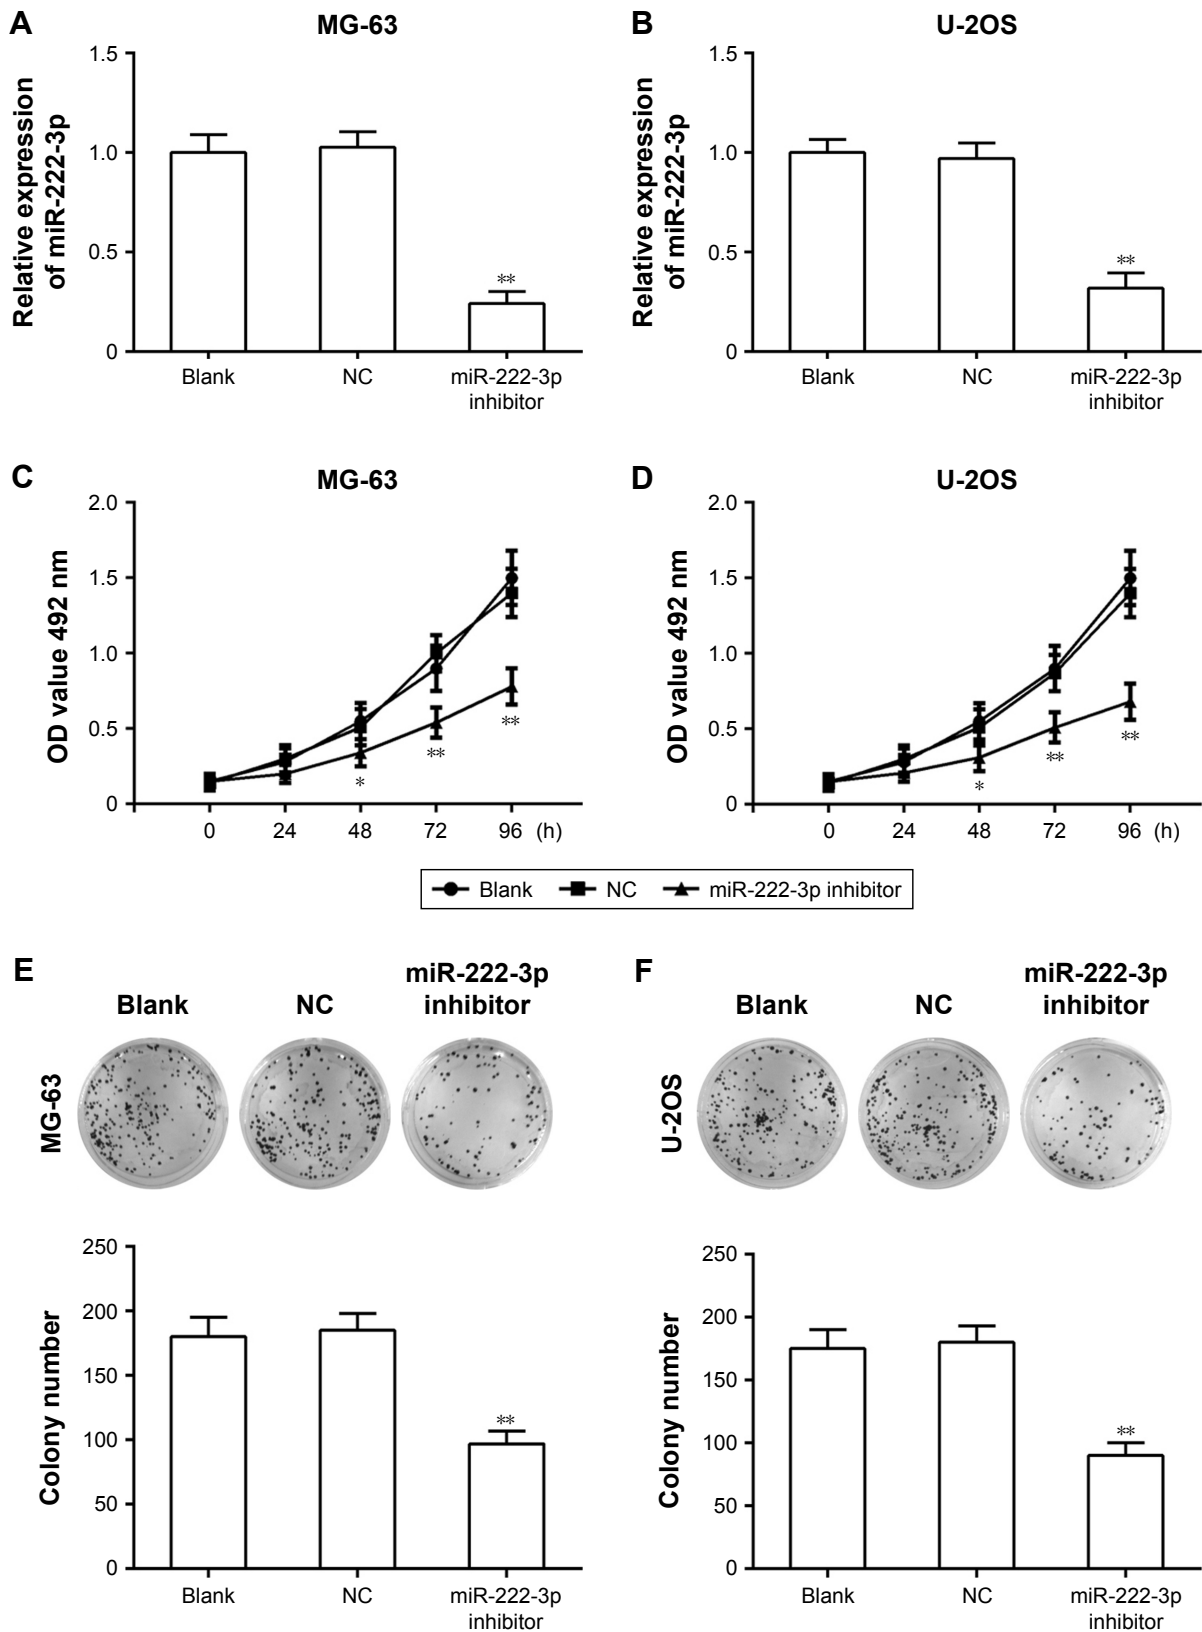 A
MG-63
Relative expression
of miR-222-3p
1.5
1.0
0.5
0
**
Blank
NC
miR-222-3p
inhibitor
B
U-2OS
Relative expression
of miR-222-3p
1.5
1.0
0.5
0
**
Blank
NC
miR-222-3p
inhibitor
C
MG-63
OD value 492 nm
2.0
1.5
1.0
0.5
0
*
**
**
0 24 48 72 96 (h)
D
U-2OS
OD value 492 nm
2.0
1.5
1.0
0.5
0
*
**
**
0 24 48 72 96 (h)
Blank NC miR-222-3p inhibitor
E
Blank
NC
miR-222-3p
inhibitor
MG-63
Colony number
250
200
150
100
50
0
**
Blank
NC
miR-222-3p
inhibitor
F
Blank
NC
miR-222-3p
inhibitor
U-2OS
Colony number
250
200
150
100
50
0
**
Blank
NC
miR-222-3p
inhibitor